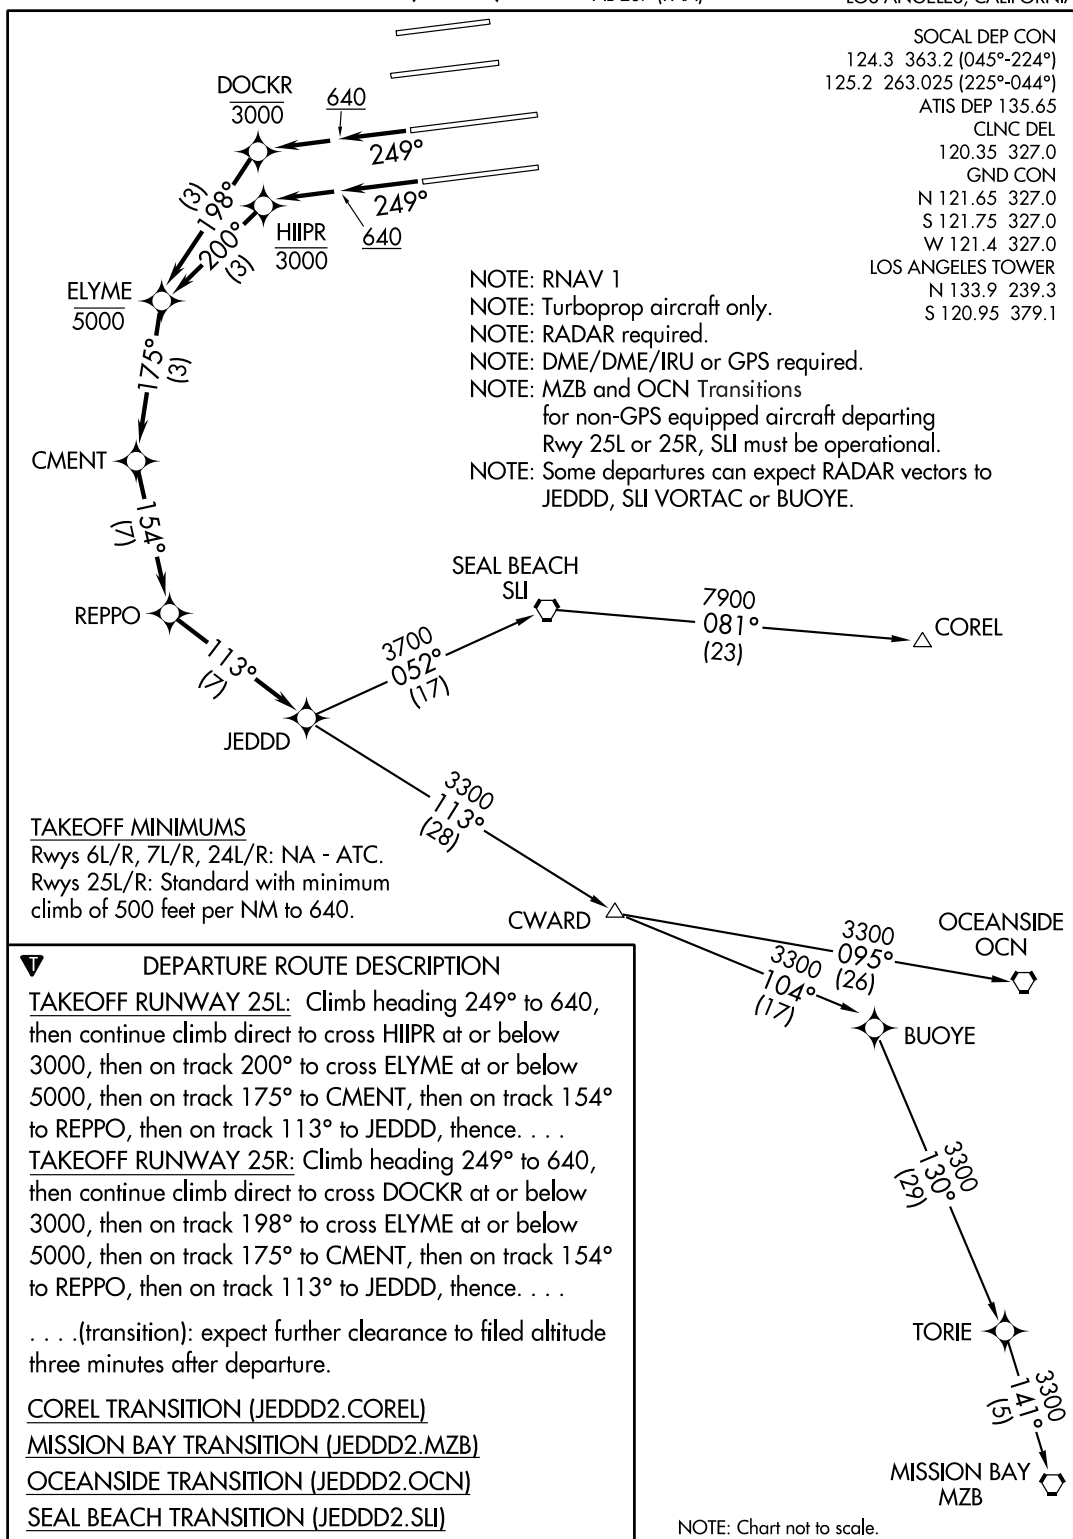 LOS ANGELES, CALIFORNIA
SOCAL DEP CON
124.3 363.2 (045°-224°)
125.2 263.025 (225°-044°)
ATIS DEP 135.65
CLNC DEL
120.35 327.0
GND CON
N 121.65 327.0
S 121.75 327.0
W 121.4 327.0
LOS ANGELES TOWER
N 133.9 239.3
S 120.95 379.1
DOCKR
3000
640
249°
(3)
198°
HIIPR
3000
640
249°
200°
(3)
ELYME
5000
175°
(3)
CMENT
154°
(7)
REPPO
113°
(7)
JEDDD
NOTE: RNAV 1
NOTE: Turboprop aircraft only.
NOTE: RADAR required.
NOTE: DME/DME/IRU or GPS required.
NOTE: MZB and OCN Transitions
for non-GPS equipped aircraft departing
Rwy 25L or 25R, SLI must be operational.
NOTE: Some departures can expect RADAR vectors to
JEDDD, SLI VORTAC or BUOYE.
SEAL BEACH
SLI
3700
052°
(17)
7900
081°
(23)
COREL
3300
113°
(28)
CWARD
3300
095°
(26)
OCEANSIDE
OCN
3300
104°
(17)
BUOYE
3300
130°
(29)
TORIE
3300
141°
(5)
MISSION BAY
MZB
NOTE: Chart not to scale.
TAKEOFF MINIMUMS
Rwys 6L/R, 7L/R, 24L/R: NA - ATC.
Rwys 25L/R: Standard with minimum
climb of 500 feet per NM to 640.
T
DEPARTURE ROUTE DESCRIPTION
TAKEOFF RUNWAY 25L: Climb heading 249° to 640,
then continue climb direct to cross HIIPR at or below
3000, then on track 200° to cross ELYME at or below
5000, then on track 175° to CMENT, then on track 154°
to REPPO, then on track 113° to JEDDD, thence. . . .
TAKEOFF RUNWAY 25R: Climb heading 249° to 640,
then continue climb direct to cross DOCKR at or below
3000, then on track 198° to cross ELYME at or below
5000, then on track 175° to CMENT, then on track 154°
to REPPO, then on track 113° to JEDDD, thence. . . .
. . . .(transition): expect further clearance to filed altitude
three minutes after departure.
COREL TRANSITION (JEDDD2.COREL)
MISSION BAY TRANSITION (JEDDD2.MZB)
OCEANSIDE TRANSITION (JEDDD2.OCN)
SEAL BEACH TRANSITION (JEDDD2.SLI)